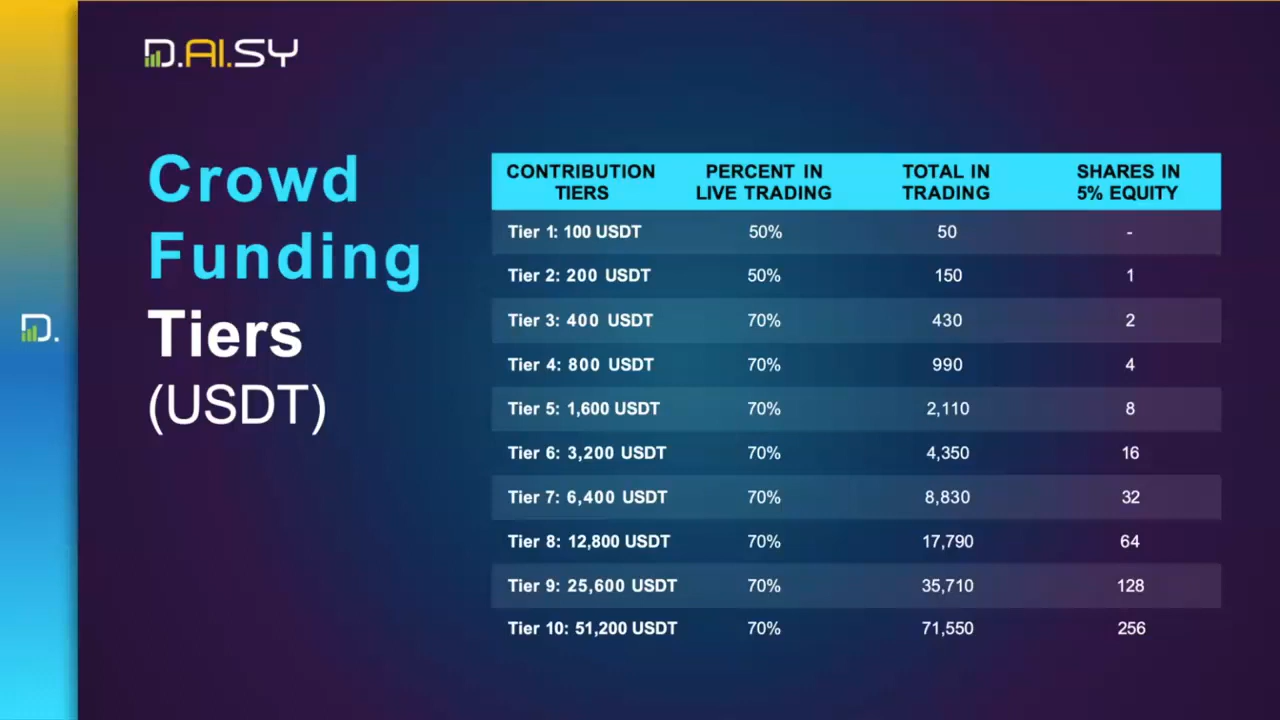 D.AI.SY
Crowd
Funding
Tiers
(USDT)
D.
CONTRIBUTION TIERS PERCENT IN LIVE TRADING TOTAL IN TRADING SHARES IN 5% EQUITY
Tier 1: 100 USDT 50% 50 -
Tier 2: 200 USDT 50% 150 1
Tier 3: 400 USDT 70% 430 2
Tier 4: 800 USDT 70% 990 4
Tier 5: 1,600 USDT 70% 2,110 8
Tier 6: 3,200 USDT 70% 4,350 16
Tier 7: 6,400 USDT 70% 8,830 32
Tier 8: 12,800 USDT 70% 17,790 64
Tier 9: 25,600 USDT 70% 35,710 128
Tier 10: 51,200 USDT 70% 71,550 256